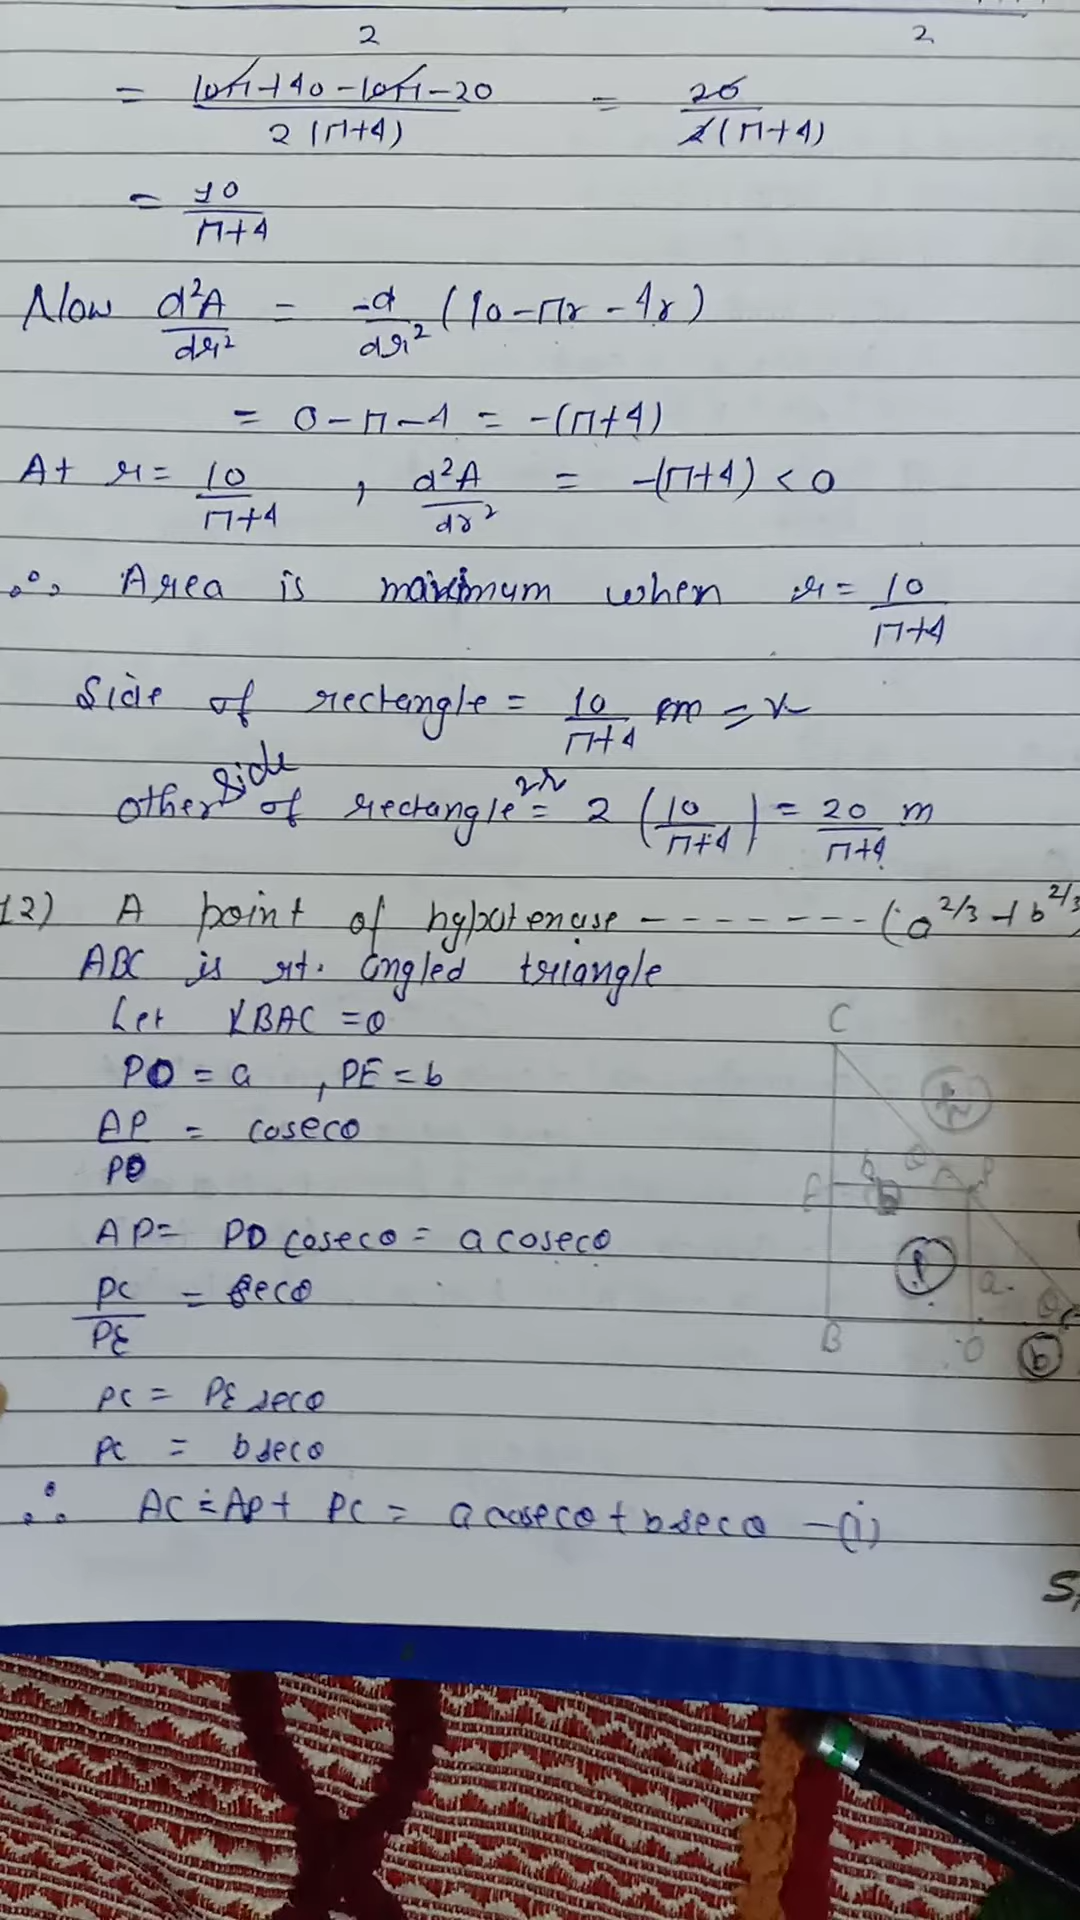 2 2
= 10π+40-10π-20 / 2(π+4) = 20 / 2(π+4)
= 10 / π+4
Now d²A / dr² = -d / dr² (10-πr-4r)
= 0-π-4 = -(π+4)
At r = 10 / π+4 , d²A / dr² = -(π+4) < 0
∴ Area is maximum when r = 10 / π+4
Side of rectangle = 10 / π+4 m = r
Other side of rectangle = 2r 2 (10 / π+4) = 20 / π+4 m
12) A point of hypotenuse - - - - - - - (a^2/3 + b^2/3)
ABC is rt. angled triangle
Let ∠BAC = θ
PD = a , PE = b
AP / PD = cosecθ
AP = PD cosecθ = a cosecθ
PC / PE = secθ
PC = PE secθ
PC = b secθ
∴ AC = AP + PC = a cosecθ + b secθ -(i)
C
b θ P
E
P
a
θ
B D b